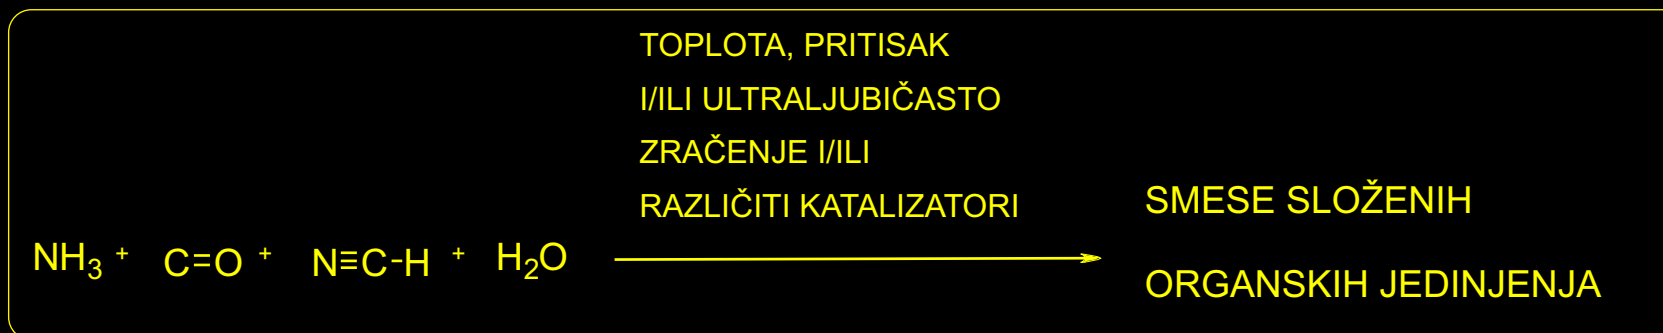 TOPLOTA, PRITISAK
I/ILI ULTRALJUBIČASTO
ZRAČENJE I/ILI
RAZLIČITI KATALIZATORI
NH₃ + C=O + N≡C-H + H₂O
SMESE SLOŽENIH
ORGANSKIH JEDINJENJA